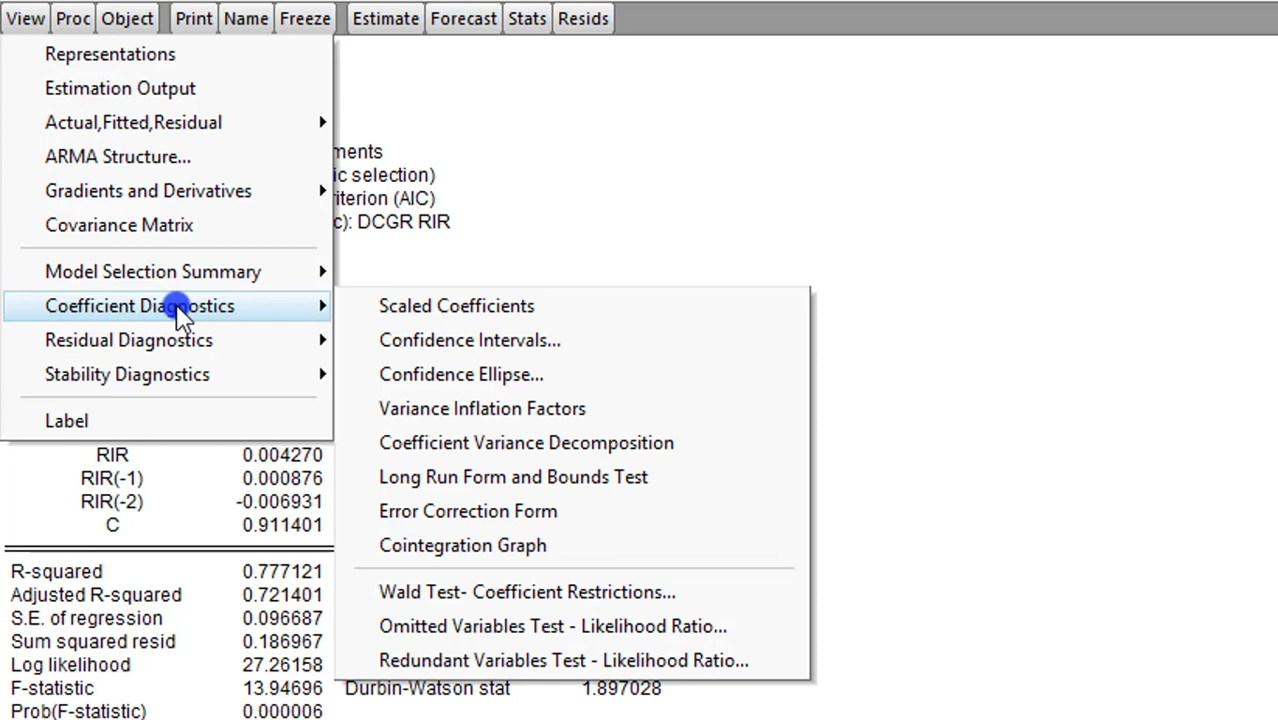 View Proc Object Print Name Freeze Estimate Forecast Stats Resids
Representations
Estimation Output
Actual,Fitted,Residual
ARMA Structure...
Gradients and Derivatives
Covariance Matrix
Model Selection Summary
Coefficient Diagnostics
Residual Diagnostics
Stability Diagnostics
Label
ic selection)
(AIC)
c): DCGR RIR
Scaled Coefficients
Confidence Intervals...
Confidence Ellipse...
Variance Inflation Factors
Coefficient Variance Decomposition
Long Run Form and Bounds Test
Error Correction Form
Cointegration Graph
Wald Test- Coefficient Restrictions...
Omitted Variables Test - Likelihood Ratio...
Redundant Variables Test - Likelihood Ratio...
RIR 0.004270
RIR(-1) 0.000876
RIR(-2) -0.006931
C 0.911401
R-squared 0.777121
Adjusted R-squared 0.721401
S.E. of regression 0.096687
Sum squared resid 0.186967
Log likelihood 27.26158
F-statistic 13.94696 Durbin-Watson stat 1.897028
Prob(F-statistic) 0.000006